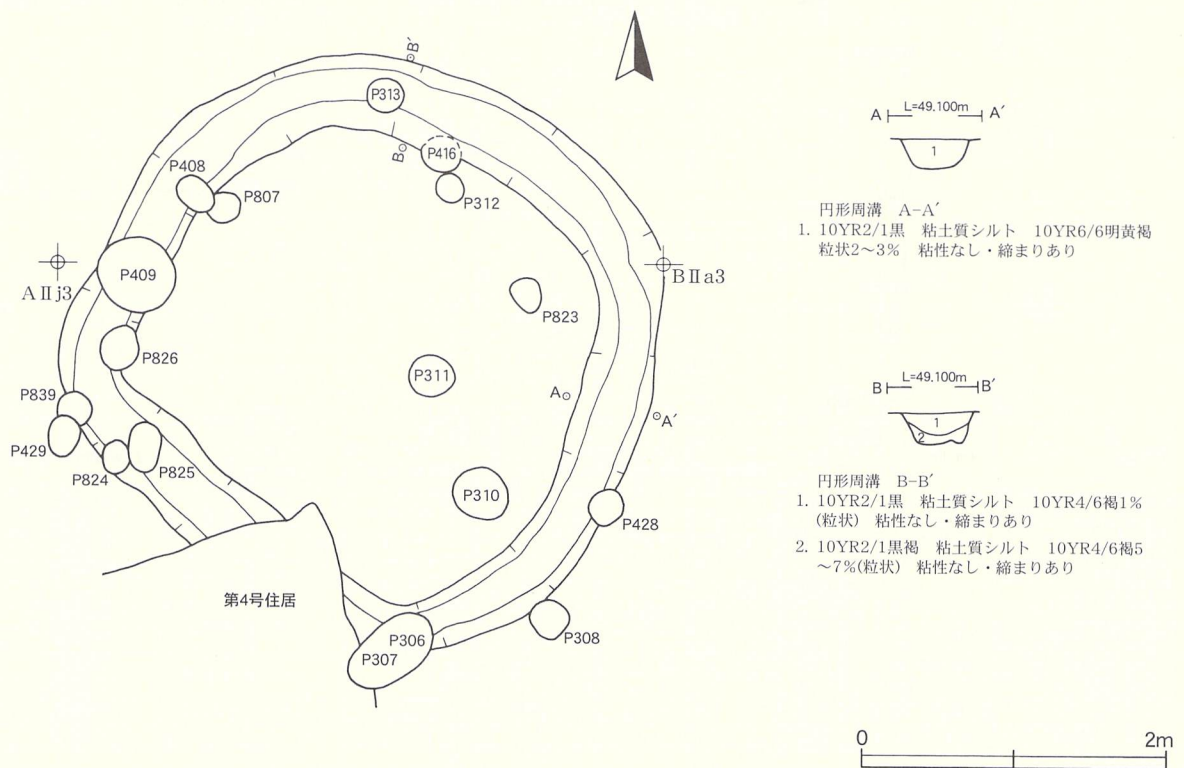 B′
P313
B
P416
P408
P807
P312
P409
AⅡj3
BⅡa3
P823
P826
P311
A
A′
P839
P429
P824
P825
P310
P428
第4号住居
P306
P307
P308
A L=49.100m A′
1
円形周溝 A-A′
1. 10YR2/1黒 粘土質シルト 10YR6/6明黄褐
粒状2～3% 粘性なし・締まりあり
B L=49.100m B′
1
2
円形周溝 B-B′
1. 10YR2/1黒 粘土質シルト 10YR4/6褐1%
(粒状) 粘性なし・締まりあり
2. 10YR2/1黒褐 粘土質シルト 10YR4/6褐5
～7%(粒状) 粘性なし・締まりあり
0 2m